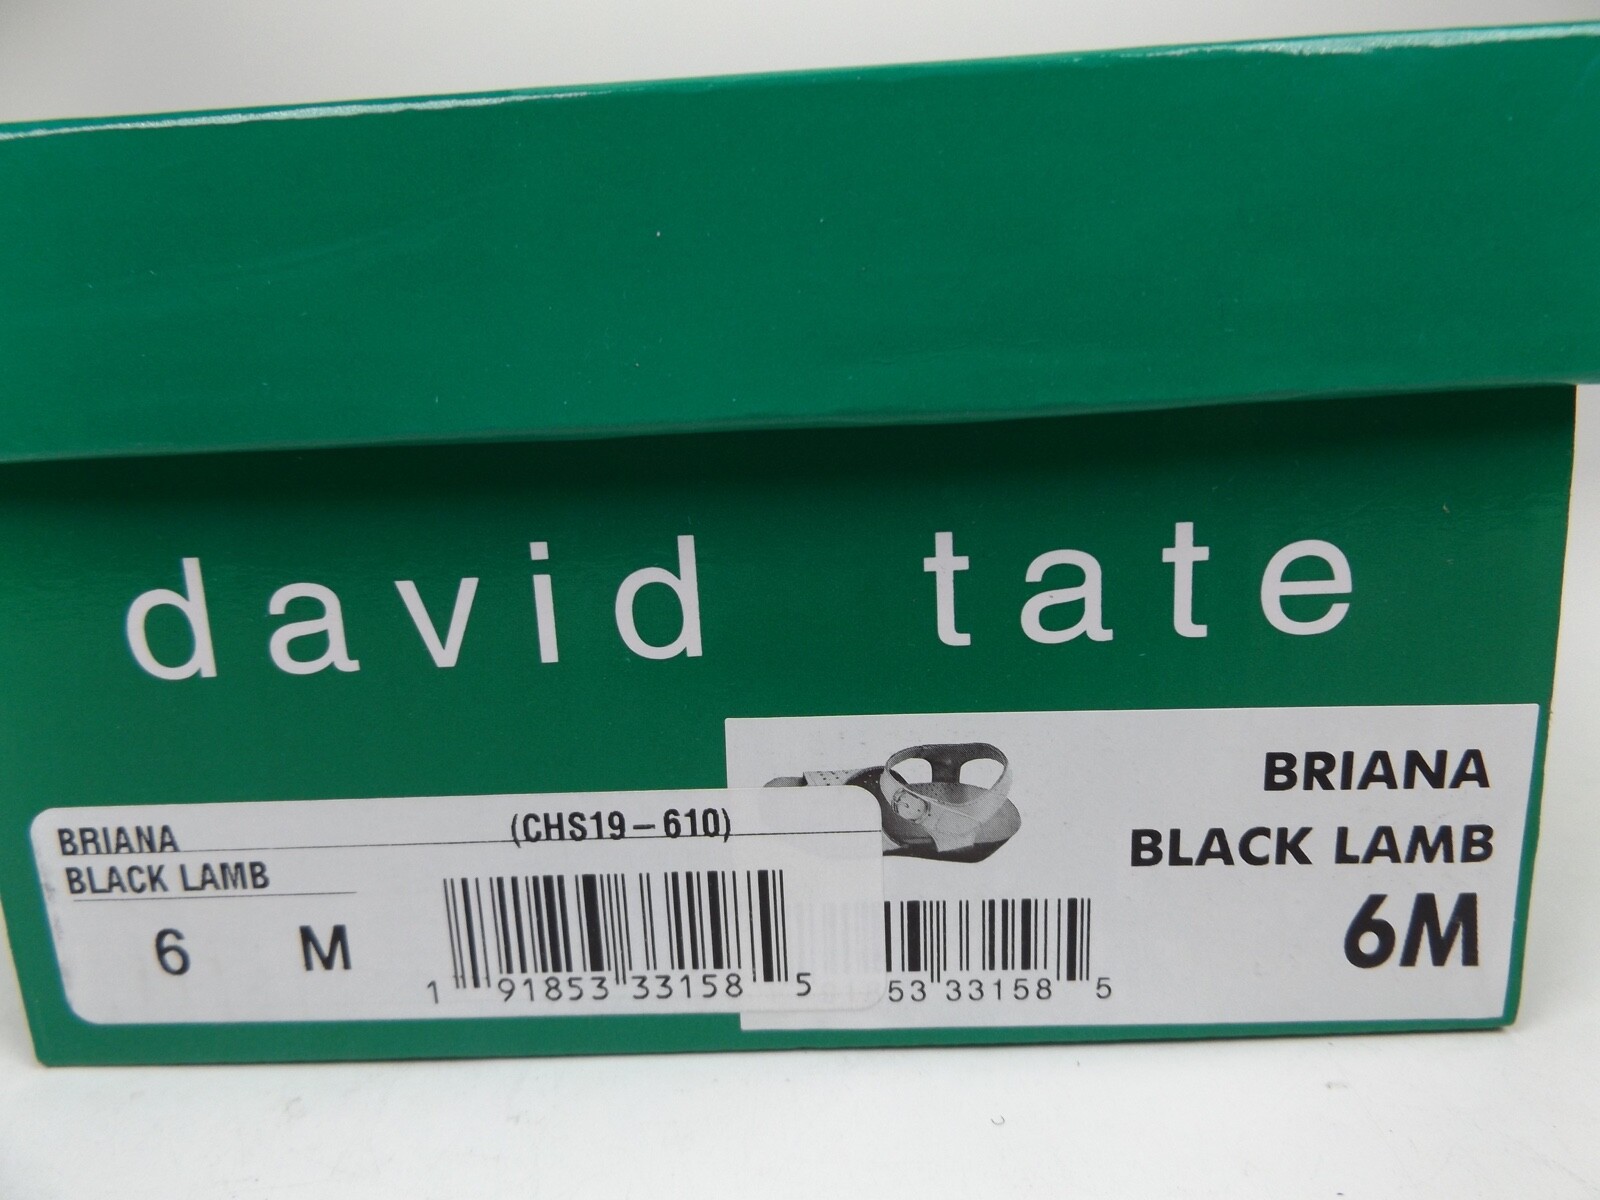 david tate
BRIANA (CHS19-610)
BLACK LAMB
6 M
1 91853 33158 5
BRIANA
BLACK LAMB
6M
53 33158 5